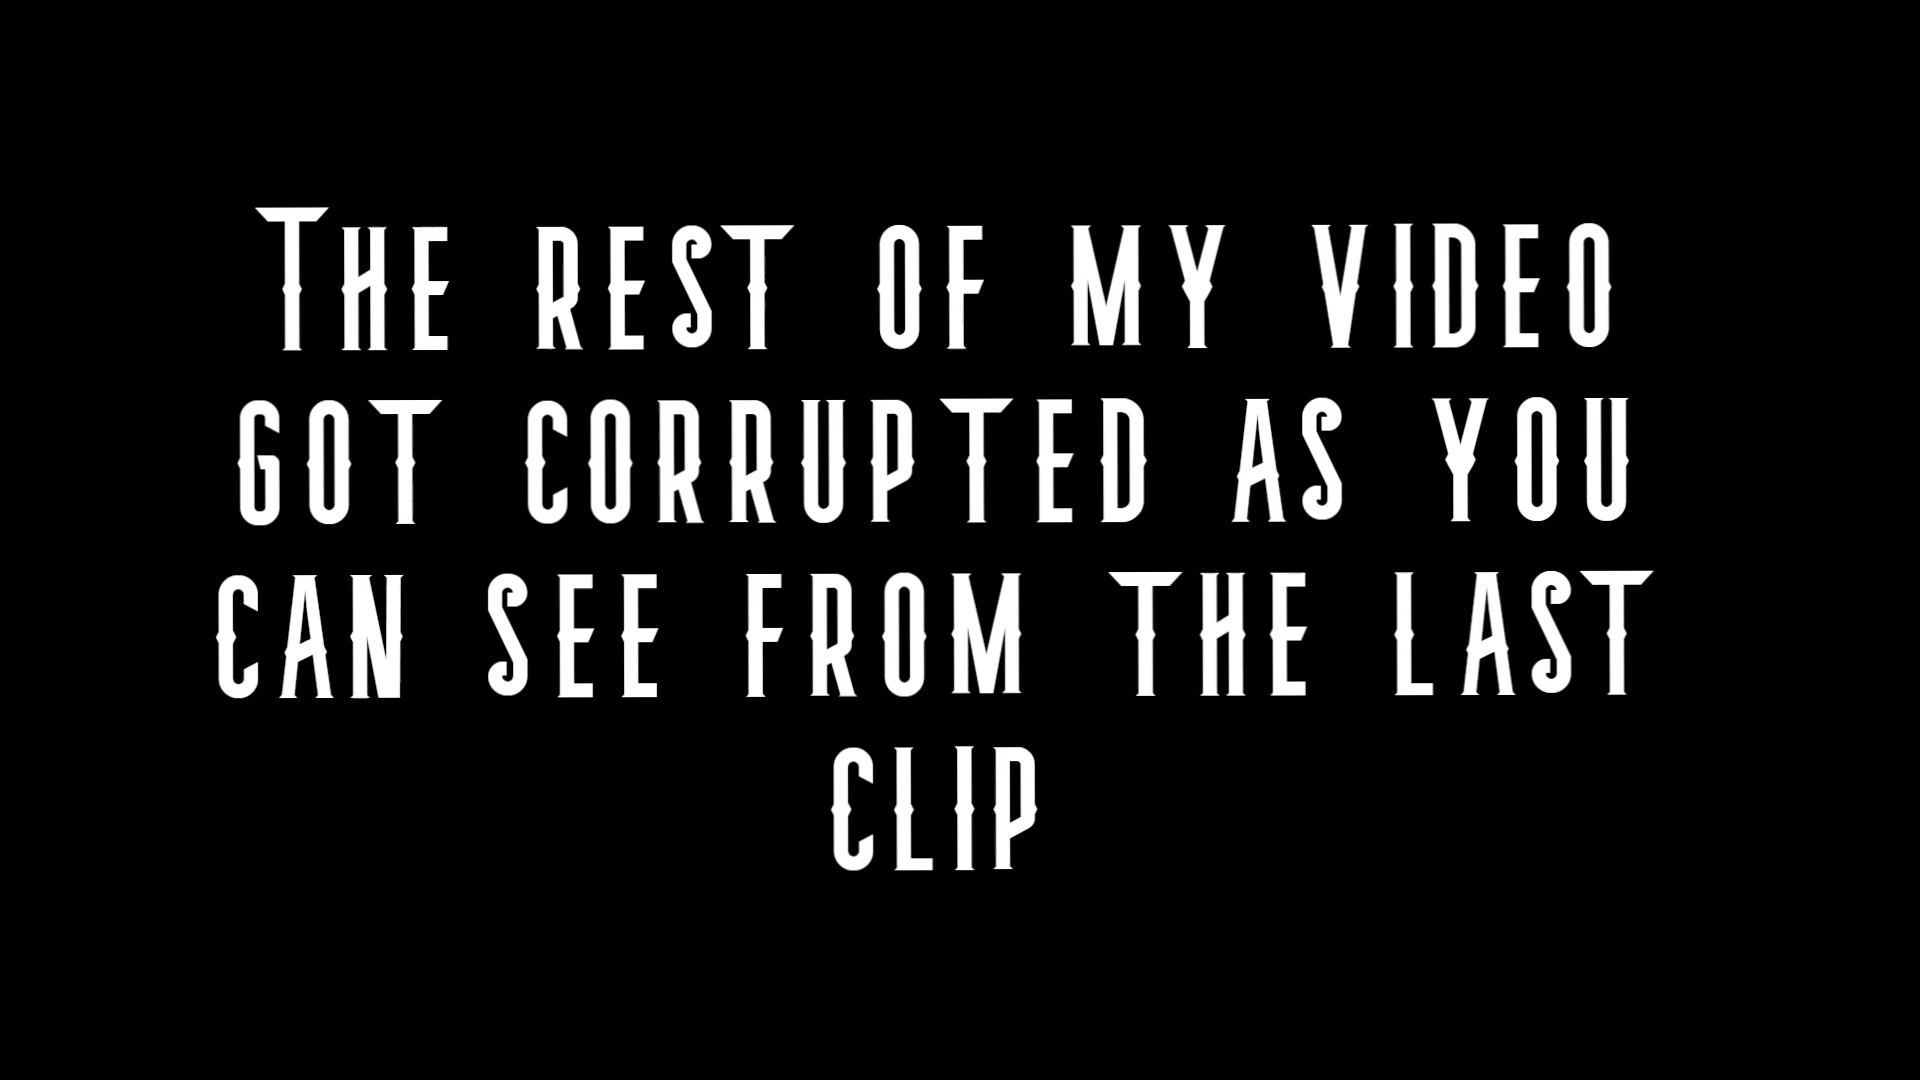 The rest of my video
got corrupted as you
can see from the last
clip